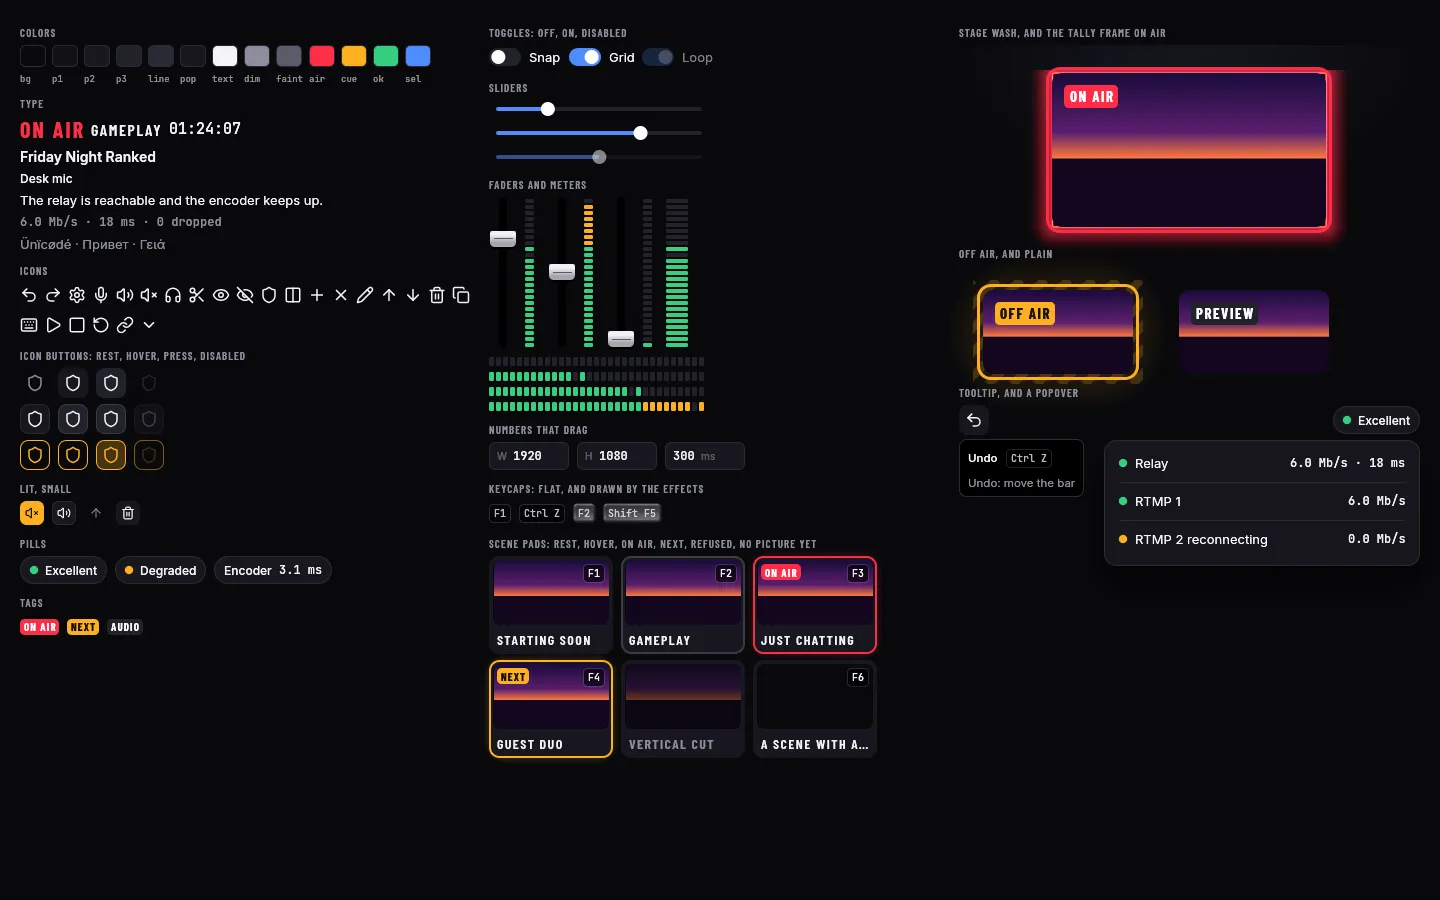 COLORS
bg p1 p2 p3 line pop text dim faint air cue ok sel
TYPE
ON AIR GAMEPLAY 01:24:07
Friday Night Ranked
Desk mic
The relay is reachable and the encoder keeps up.
6.0 Mb/s · 18 ms · 0 dropped
Ünïcødé · Привет · Γειά
ICONS
ICON BUTTONS: REST, HOVER, PRESS, DISABLED
LIT, SMALL
PILLS
Excellent Degraded Encoder 3.1 ms
TAGS
ON AIR NEXT AUDIO
TOGGLES: OFF, ON, DISABLED
Snap Grid Loop
SLIDERS
FADERS AND METERS
NUMBERS THAT DRAG
W 1920 H 1080 300 ms
KEYCAPS: FLAT, AND DRAWN BY THE EFFECTS
F1 Ctrl Z F2 Shift F5
SCENE PADS: REST, HOVER, ON AIR, NEXT, REFUSED, NO PICTURE YET
F1 F2 ON AIR F3
STARTING SOON GAMEPLAY JUST CHATTING
NEXT F4 F6
GUEST DUO VERTICAL CUT A SCENE WITH A…
STAGE WASH, AND THE TALLY FRAME ON AIR
ON AIR
OFF AIR, AND PLAIN
OFF AIR PREVIEW
TOOLTIP, AND A POPOVER
Excellent
Undo Ctrl Z
Undo: move the bar
Relay 6.0 Mb/s · 18 ms
RTMP 1 6.0 Mb/s
RTMP 2 reconnecting 0.0 Mb/s